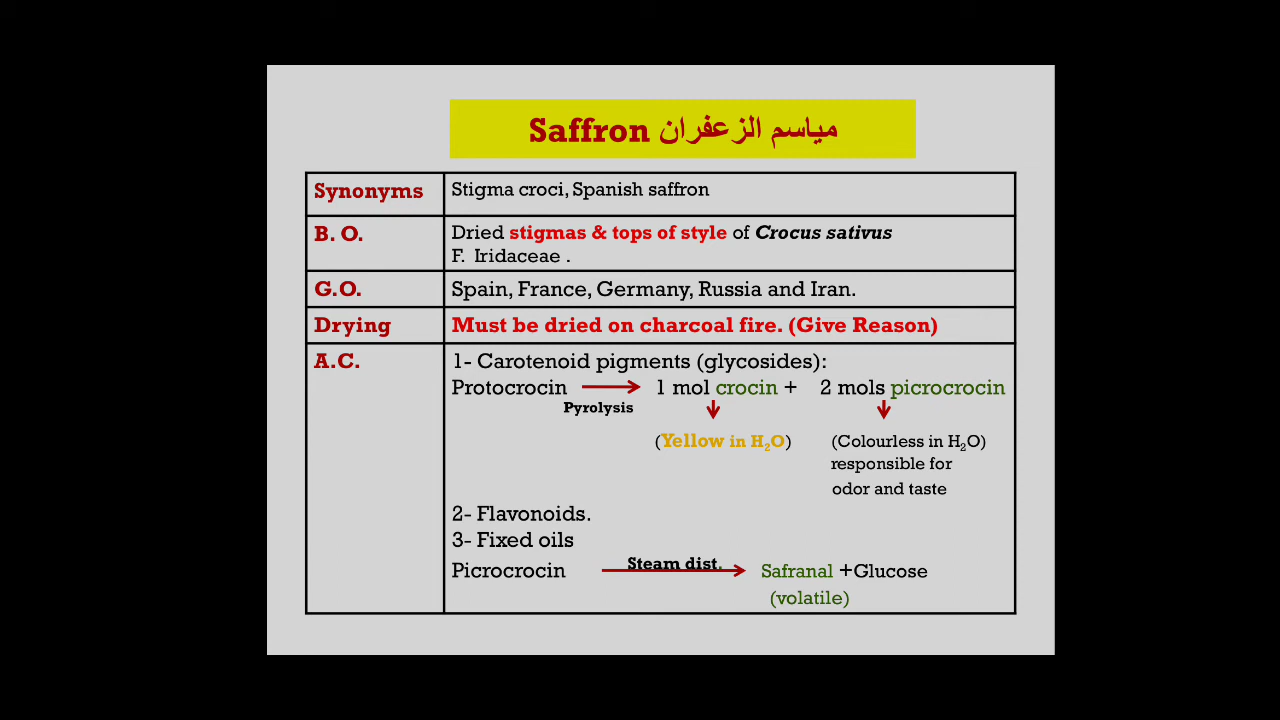 Saffron مياسم الزعفران
Synonyms Stigma croci, Spanish saffron
B. O. Dried stigmas & tops of style of Crocus sativus
F. Iridaceae .
G.O. Spain, France, Germany, Russia and Iran.
Drying Must be dried on charcoal fire. (Give Reason)
A.C. 1- Carotenoid pigments (glycosides):
Protocrocin 1 mol crocin + 2 mols picrocrocin
Pyrolysis
(Yellow in H₂O) (Colourless in H₂O)
responsible for
odor and taste
2- Flavonoids.
3- Fixed oils
Steam dist.
Picrocrocin Safranal +Glucose
(volatile)